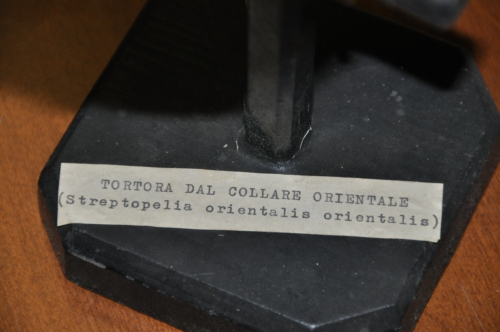 TORTORA DAL COLLARE ORIENTALE
(Streptopelia orientalis orientalis)